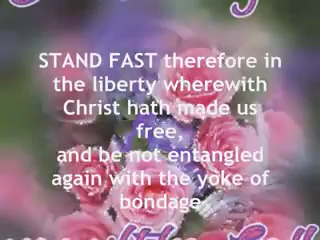 STAND FAST therefore in
the liberty wherewith
Christ hath made us
free,
and be not entangled
again with the yoke of
bondage